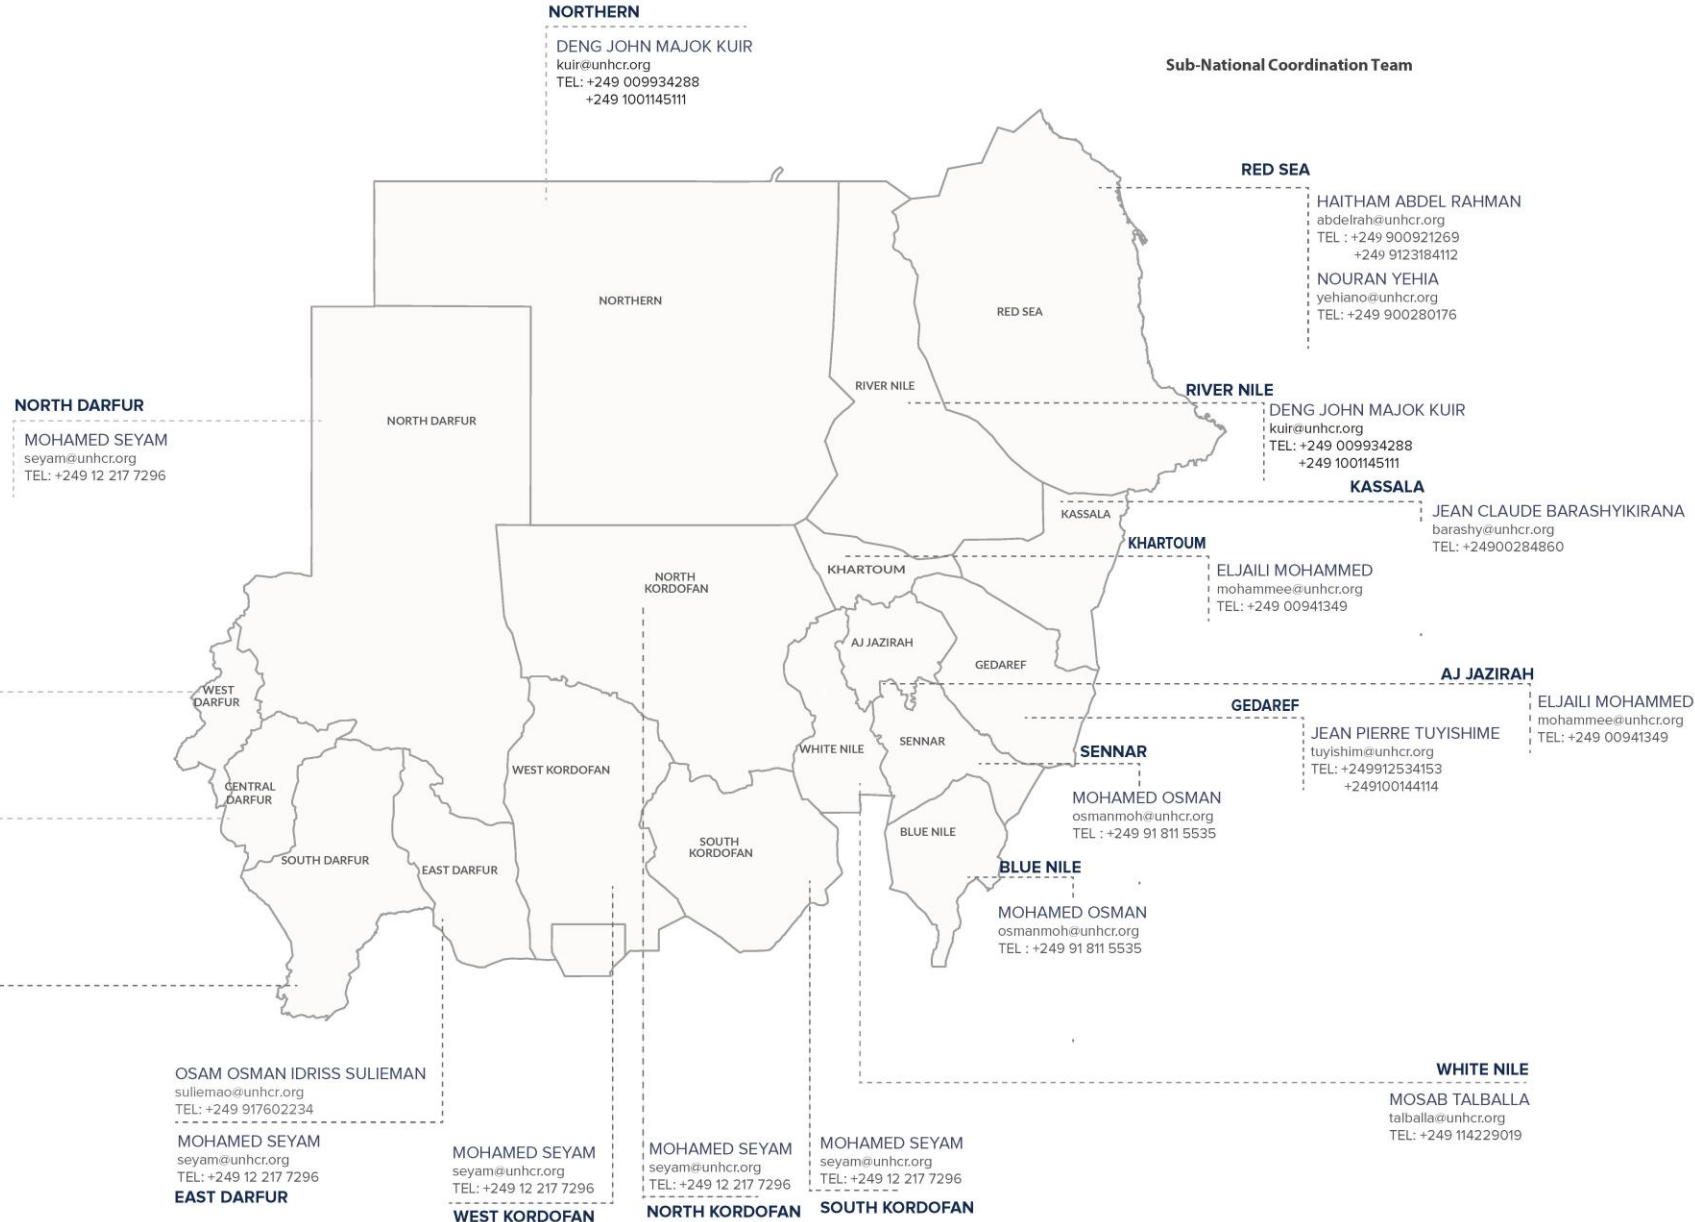 NORTHERN
DENG JOHN MAJOK KUIR
kuir@unhcr.org
TEL: +249 009934288
+249 1001145111
Sub-National Coordination Team
RED SEA
HAITHAM ABDEL RAHMAN
abdelrah@unhcr.org
TEL : +249 900921269
+249 9123184112
NOURAN YEHIA
yehiano@unhcr.org
TEL: +249 900280176
NORTHERN
RED SEA
RIVER NILE
RIVER NILE
DENG JOHN MAJOK KUIR
kuir@unhcr.org
TEL: +249 009934288
+249 1001145111
NORTH DARFUR
MOHAMED SEYAM
seyam@unhcr.org
TEL: +249 12 217 7296
NORTH DARFUR
KASSALA
JEAN CLAUDE BARASHYIKIRANA
barashy@unhcr.org
TEL: +24900284860
KASSALA
KHARTOUM
ELJAILI MOHAMMED
mohammee@unhcr.org
TEL: +249 00941349
KHARTOUM
NORTH
KORDOFAN
AJ JAZIRAH
GEDAREF
AJ JAZIRAH
ELJAILI MOHAMMED
mohammee@unhcr.org
TEL: +249 00941349
GEDAREF
JEAN PIERRE TUYISHIME
tuyishim@unhcr.org
TEL: +249912534153
+249100144114
WEST
DARFUR
WHITE NILE
SENNAR
SENNAR
MOHAMED OSMAN
osmanmoh@unhcr.org
TEL : +249 91 811 5535
WEST KORDOFAN
CENTRAL
DARFUR
BLUE NILE
SOUTH
KORDOFAN
SOUTH DARFUR
EAST DARFUR
BLUE NILE
MOHAMED OSMAN
osmanmoh@unhcr.org
TEL : +249 91 811 5535
WHITE NILE
MOSAB TALBALLA
talballa@unhcr.org
TEL: +249 114229019
OSAM OSMAN IDRISS SULIEMAN
suliemao@unhcr.org
TEL: +249 917602234
MOHAMED SEYAM
seyam@unhcr.org
TEL: +249 12 217 7296
EAST DARFUR
MOHAMED SEYAM
seyam@unhcr.org
TEL: +249 12 217 7296
WEST KORDOFAN
MOHAMED SEYAM
seyam@unhcr.org
TEL: +249 12 217 7296
NORTH KORDOFAN
MOHAMED SEYAM
seyam@unhcr.org
TEL: +249 12 217 7296
SOUTH KORDOFAN